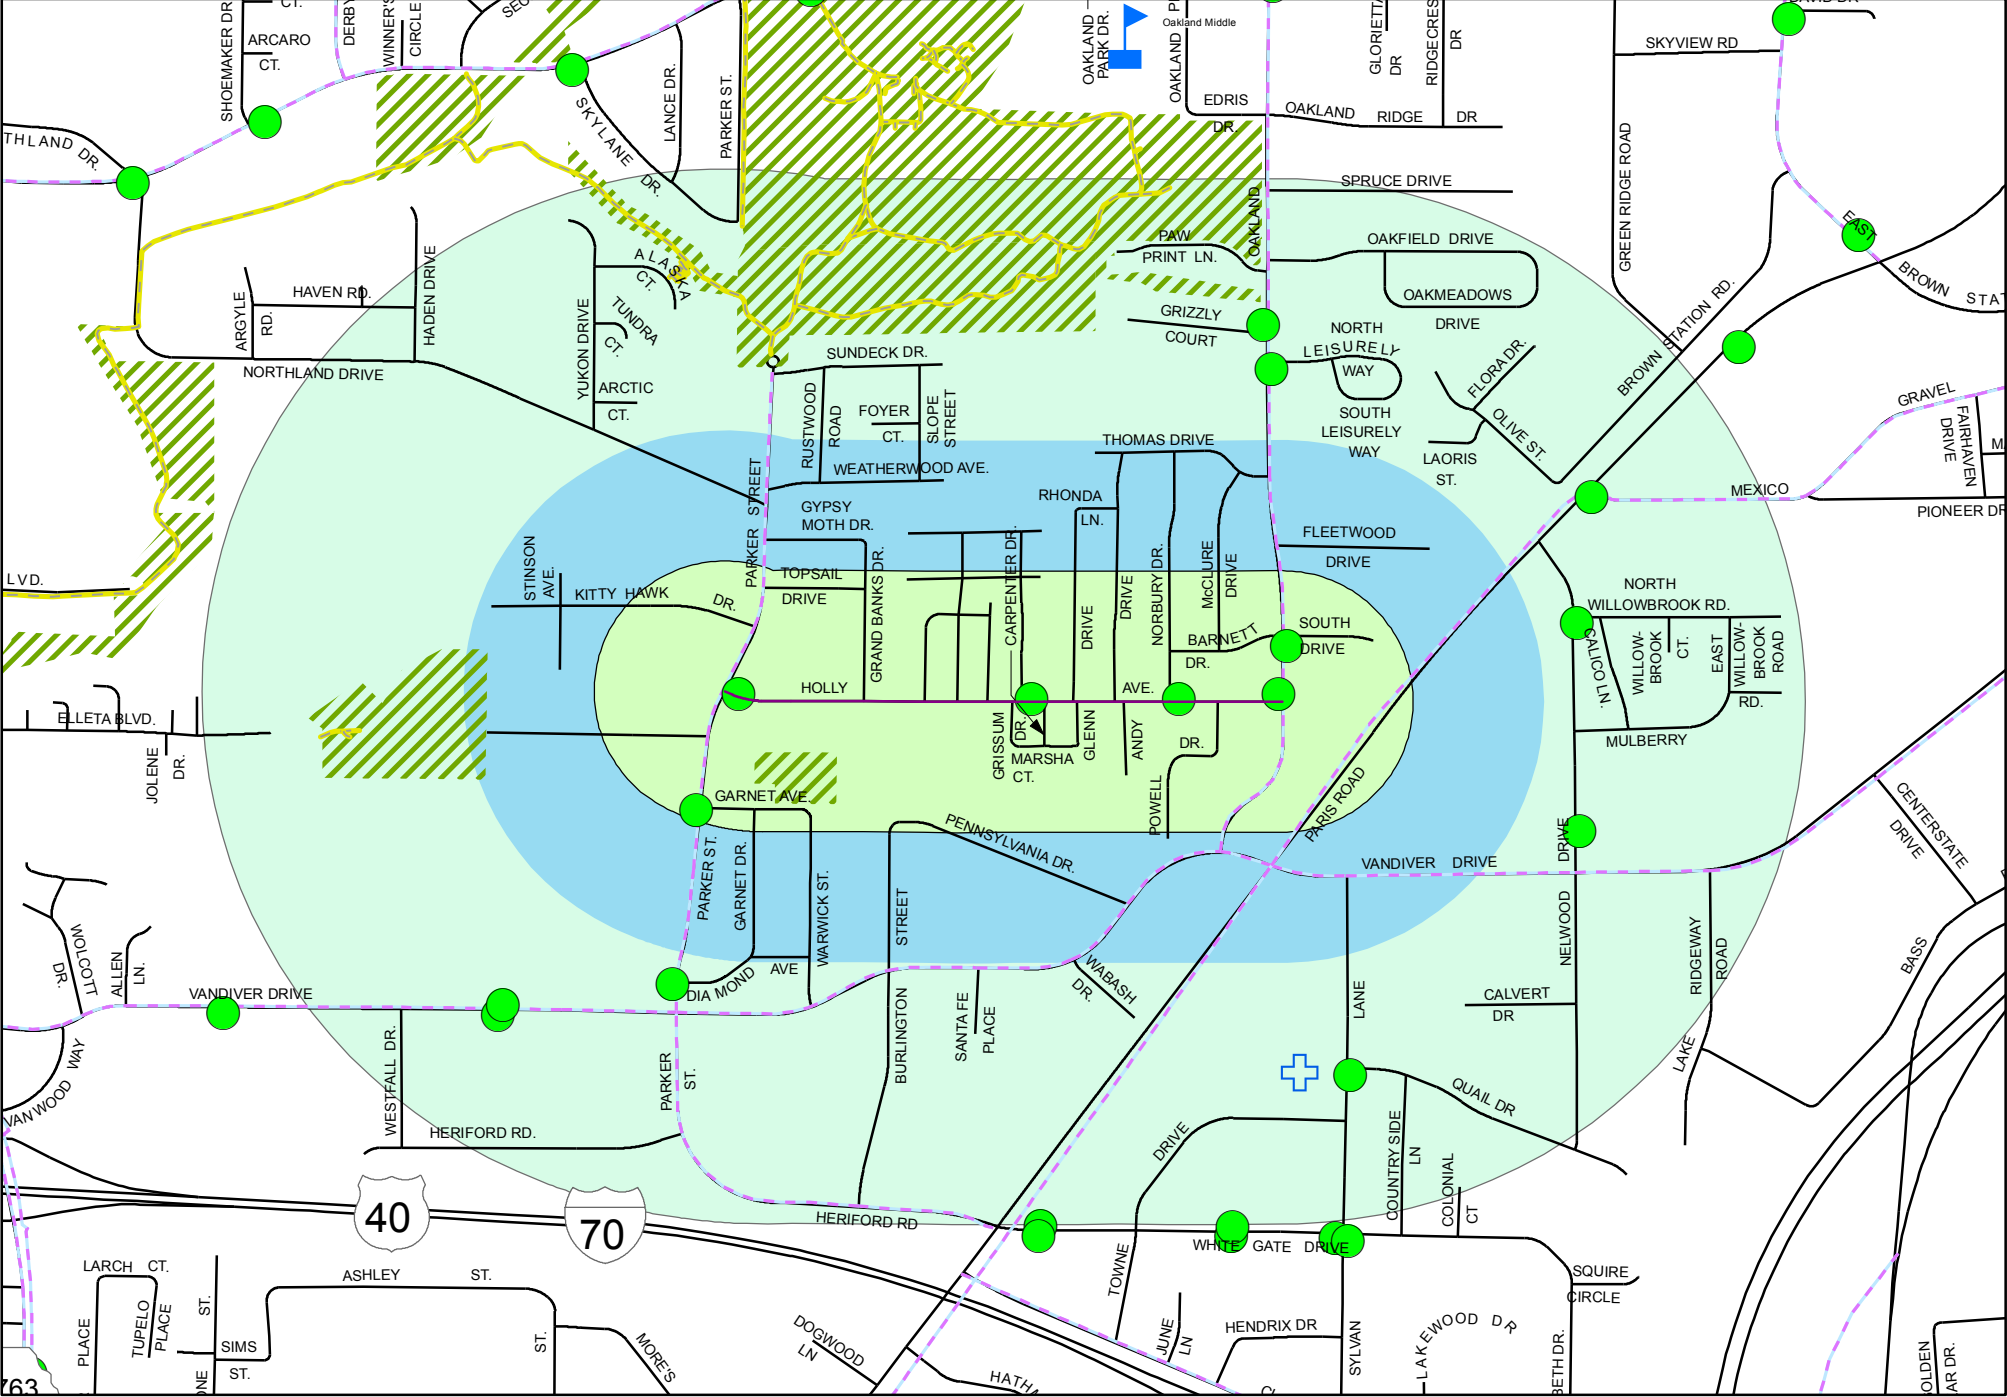 SHOEMAKER DR
CT.
ARCARO
CT.
DERBY
WINNER'S
CIRCLE
LANCE DR.
PARKER ST.
SKYLANE
DR.
OAKLAND
PARK DR.
Oakland Middle
EDRIS
DR.
OAKLAND
RIDGE
DR
GLORIETTA
DR
RIDGECREST
DR
SKYVIEW RD
GREEN RIDGE ROAD
THLAND DR.
SPRUCE DRIVE
OAKLAND
PAW
PRINT LN.
OAKFIELD DRIVE
OAKMEADOWS
DRIVE
EAST
BROWN
STAT
BROWN STATION RD.
ALASKA
CT.
TUNDRA
CT.
YUKON DRIVE
ARCTIC
CT.
HAVEN RD.
ARGYLE
RD.
HADEN DRIVE
NORTHLAND DRIVE
GRIZZLY
COURT
NORTH
LEISURELY
WAY
SOUTH
LEISURELY
WAY
FLORA DR.
OLIVE ST.
LAORIS
ST.
GRAVEL
FAIRHAVEN
DRIVE
MEXICO
PIONEER DR
SUNDECK DR.
RUSTWOOD
ROAD
FOYER
CT.
SLOPE
STREET
WEATHERWOOD AVE.
THOMAS DRIVE
PARKER STREET
GYPSY
MOTH DR.
RHONDA
LN.
FLEETWOOD
DRIVE
STINSON
AVE.
KITTY HAWK
DR.
TOPSAIL
DRIVE
GRAND BANKS DR.
CARPENTER DR.
DRIVE
DRIVE
NORBURY DR.
McCLURE
DRIVE
BARNETT
DR.
SOUTH
DRIVE
NORTH
WILLOWBROOK RD.
CALICO LN.
WILLOW-
BROOK
CT.
EAST
WILLOW-
BROOK
ROAD
RD.
MULBERRY
LVD.
ELLETA BLVD.
JOLENE
DR.
HOLLY
AVE.
GRISSUM
DR.
MARSHA
CT.
GLENN
ANDY
DR.
POWELL
PARIS ROAD
GARNET AVE.
PARKER ST.
GARNET DR.
WARWICK ST.
PENNSYLVANIA DR.
VANDIVER DRIVE
DRIVE
NELWOOD
CENTERSTATE
DRIVE
STREET
BURLINGTON
DIAMOND
AVE
WABASH
DR.
SANTA FE
PLACE
WOLCOTT
DR.
ALLEN
LN.
VANDIVER DRIVE
VANWOOD WAY
WESTFALL DR.
HERIFORD RD.
PARKER
ST.
LANE
CALVERT
DR
RIDGEWAY
ROAD
BASS
LAKE
QUAIL DR
COUNTRY SIDE
LN
COLONIAL
CT
DRIVE
TOWNE
HERIFORD RD
WHITE GATE DRIVE
40
70
LARCH CT.
TUPELO
PLACE
PLACE
ST.
SIMS
ST.
ASHLEY ST.
ST.
MORE'S
DOGWOOD
LN
HATHA
JUNE
LN
HENDRIX DR
SYLVAN
LAKEWOOD DR
SQUIRE
CIRCLE
BETH DR.
763